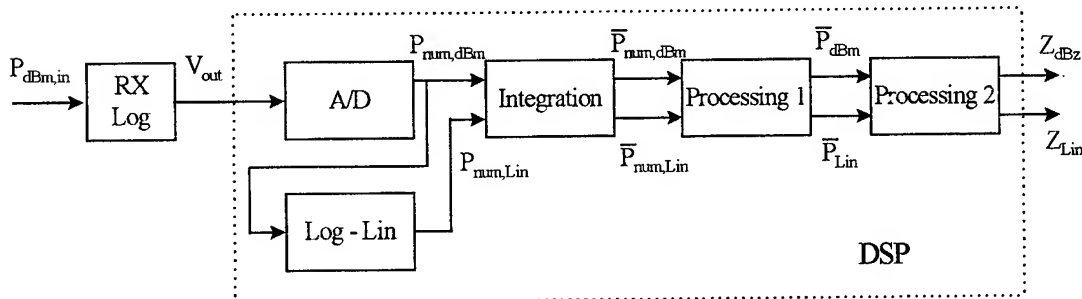 P_dBm,in
RX
Log
V_out
A/D
P_num,dBm
Log - Lin
P_num,Lin
Integration
P̅_num,dBm
P̅_num,Lin
Processing 1
P̅_dBm
P̅_Lin
Processing 2
Z_dBz
Z_Lin
DSP